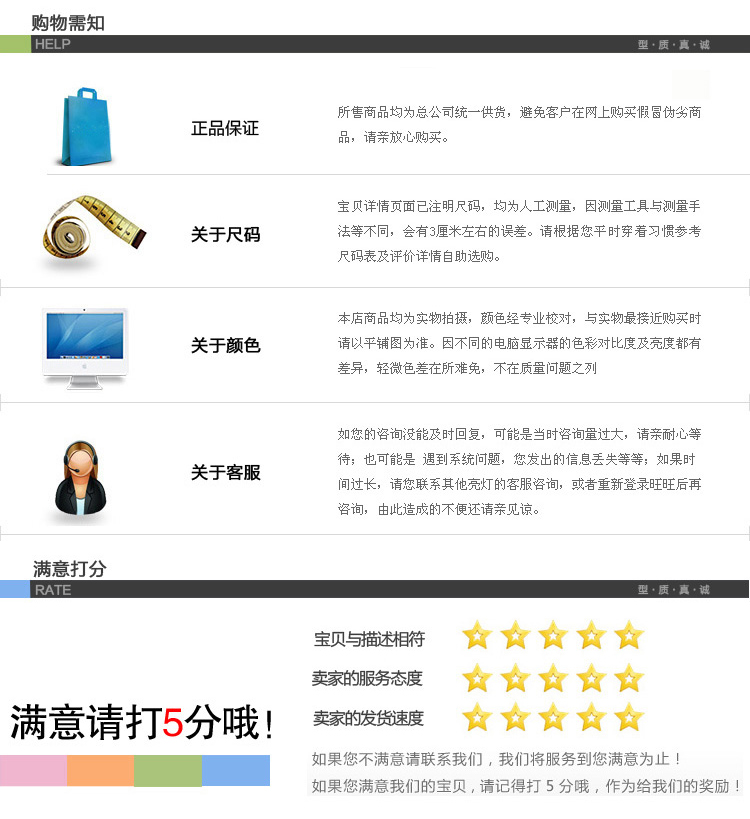 购物需知
HELP
型·质·真·诚
正品保证
所售商品均为总公司统一供货，避免客户在网上购买假冒伪劣商
品，请亲放心购买。
关于尺码
宝贝详情页面已注明尺码，均为人工测量，因测量工具与测量手
法等不同，会有3厘米左右的误差。请根据您平时穿着习惯参考
尺码表及评价详情自助选购。
关于颜色
本店商品均为实物拍摄，颜色经专业校对，与实物最接近购买时
请以平铺图为准。因不同的电脑显示器的色彩对比度及亮度都有
差异，轻微色差在所难免，不在质量问题之列
关于客服
如您的咨询没能及时回复，可能是当时咨询量过大，请亲耐心等
待；也可能是 遇到系统问题，您发出的信息丢失等等；如果时
间过长，请您联系其他亮灯的客服咨询，或者重新登录旺旺后再
咨询，由此造成的不便还请亲见谅。
满意打分
RATE
型·质·真·诚
宝贝与描述相符
卖家的服务态度
卖家的发货速度
满意请打5分哦！
如果您不满意请联系我们，我们将服务到您满意为止！
如果您满意我们的宝贝，请记得打 5 分哦，作为给我们的奖励！